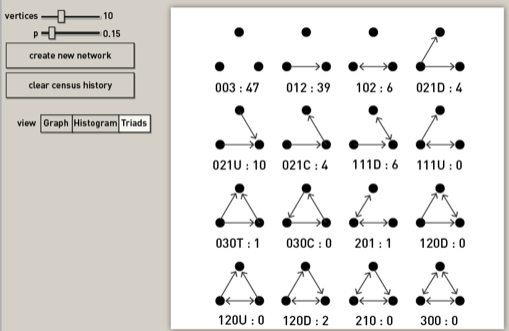 vertices 10
p 0.15
create new network
clear census history
view Graph Histogram Triads
003 : 47 012 : 39 102 : 6 021D : 4
021U : 10 021C : 4 111D : 6 111U : 0
030T : 1 030C : 0 201 : 1 120D : 0
120U : 0 120D : 2 210 : 0 300 : 0